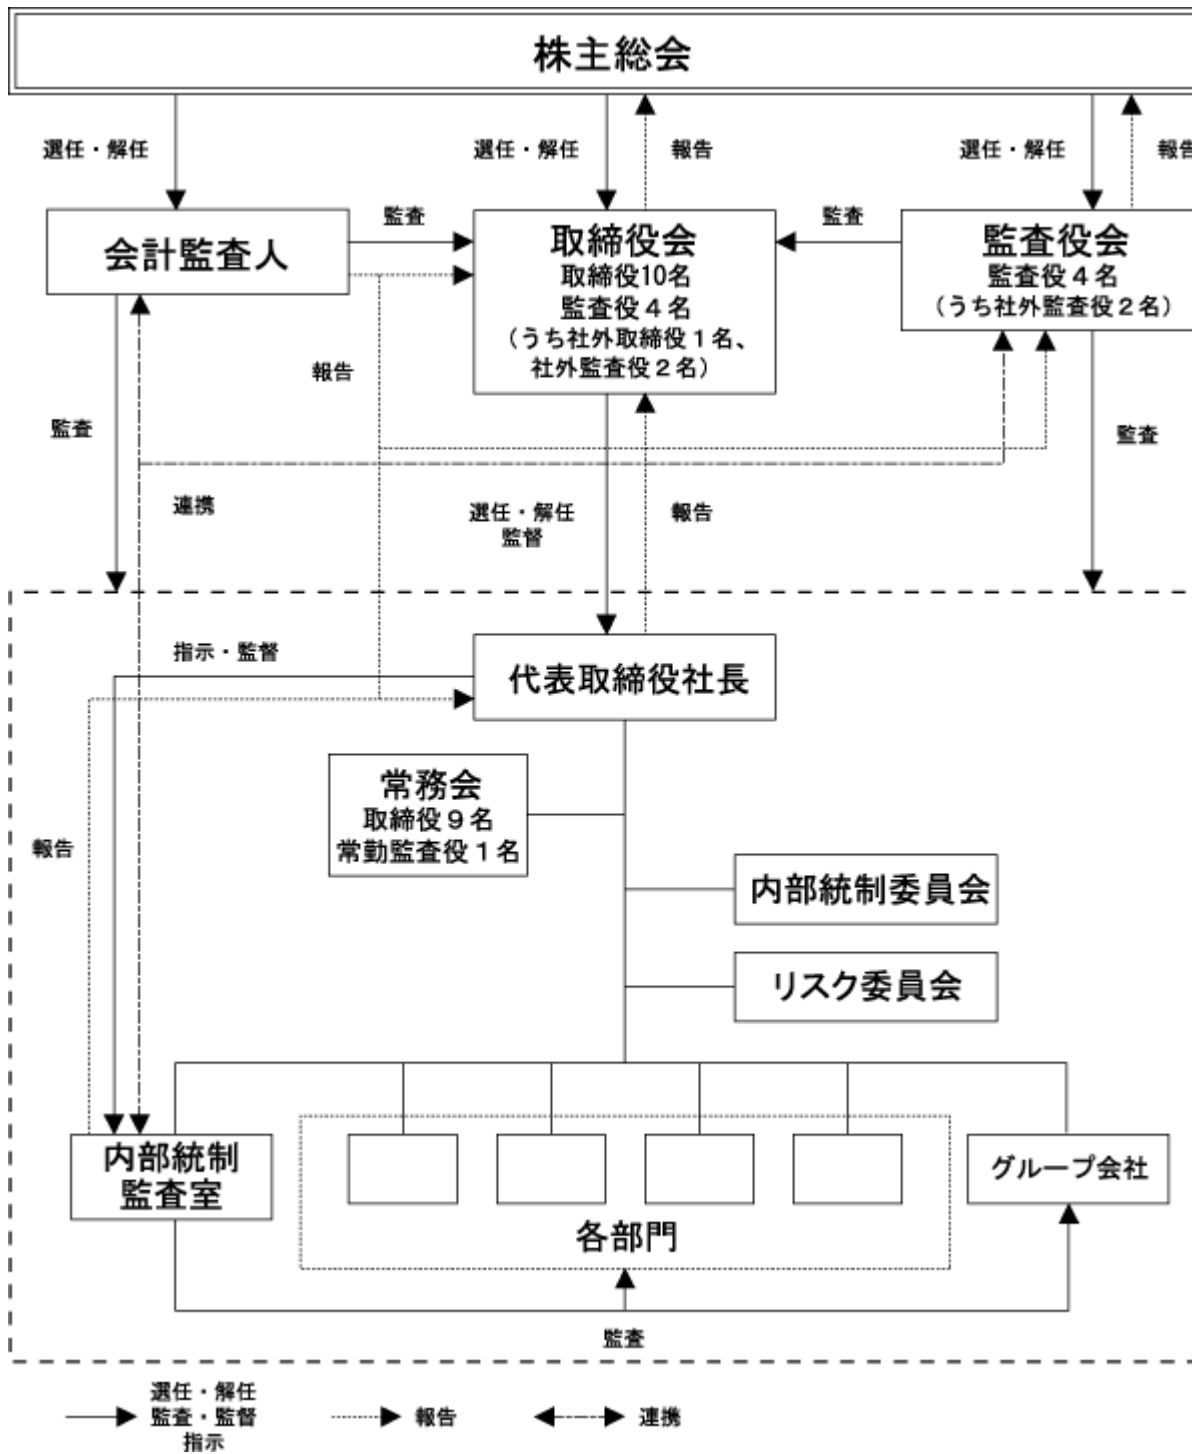 株主総会
選任・解任
選任・解任
報告
選任・解任
報告
会計監査人
監査
取締役会
取締役10名
監査役４名
（うち社外取締役１名、
社外監査役２名）
監査
監査役会
監査役４名
（うち社外監査役２名）
報告
監査
監査
連携
選任・解任
監督
報告
指示・監督
代表取締役社長
常務会
取締役９名
常勤監査役１名
報告
内部統制委員会
リスク委員会
内部統制
監査室
各部門
グループ会社
監査
選任・解任
監査・監督
指示
報告
連携